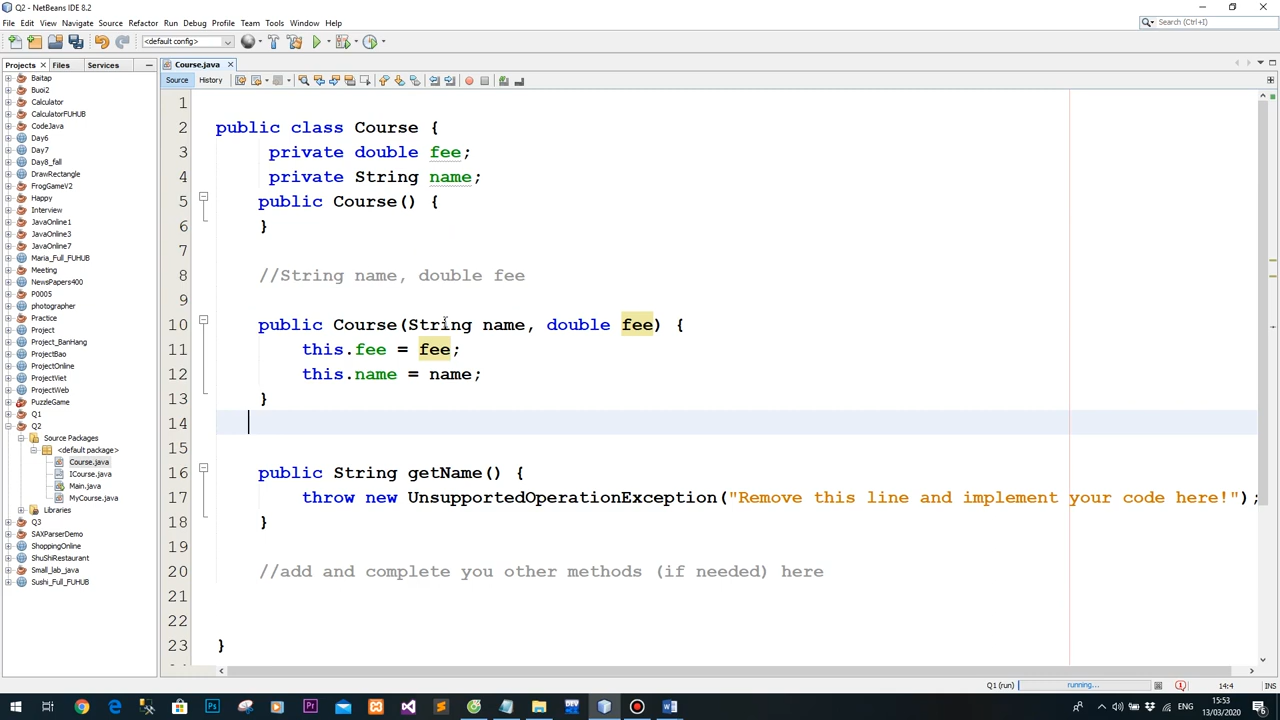 Q2 - NetBeans IDE 8.2
File Edit View Navigate Source Refactor Run Debug Profile Team Tools Window Help
<default config>
Search (Ctrl+I)
Projects Files Services
Course.java
Source History
Baitap
Buoi2
Calculator
CalculatorFUHUB
CodeJava
Day6
Day7
Day8_fall
DrawRectangle
FrogGameV2
Happy
Interview
JavaOnline1
JavaOnline3
JavaOnline7
Maria_Full_FUHUB
Meeting
NewsPapers400
P0005
photographer
Practice
Project
Project_BanHang
ProjectBao
ProjectOnline
ProjectViet
ProjectWeb
PuzzleGame
Q1
Q2
Source Packages
<default package>
Course.java
ICourse.java
Main.java
MyCourse.java
Libraries
Q3
SAXParserDemo
ShoppingOnline
ShuShiRestaurant
Small_lab_java
Sushi_Full_FUHUB
1
2 public class Course {
3 private double fee;
4 private String name;
5 public Course() {
6 }
7
8 //String name, double fee
9
10 public Course(String name, double fee) {
11 this.fee = fee;
12 this.name = name;
13 }
14
15
16 public String getName() {
17 throw new UnsupportedOperationException("Remove this line and implement your code here!");
18 }
19
20 //add and complete you other methods (if needed) here
21
22
23 }
Q1 (run) running... 14:4 INS
ENG 15:53
13/03/2020